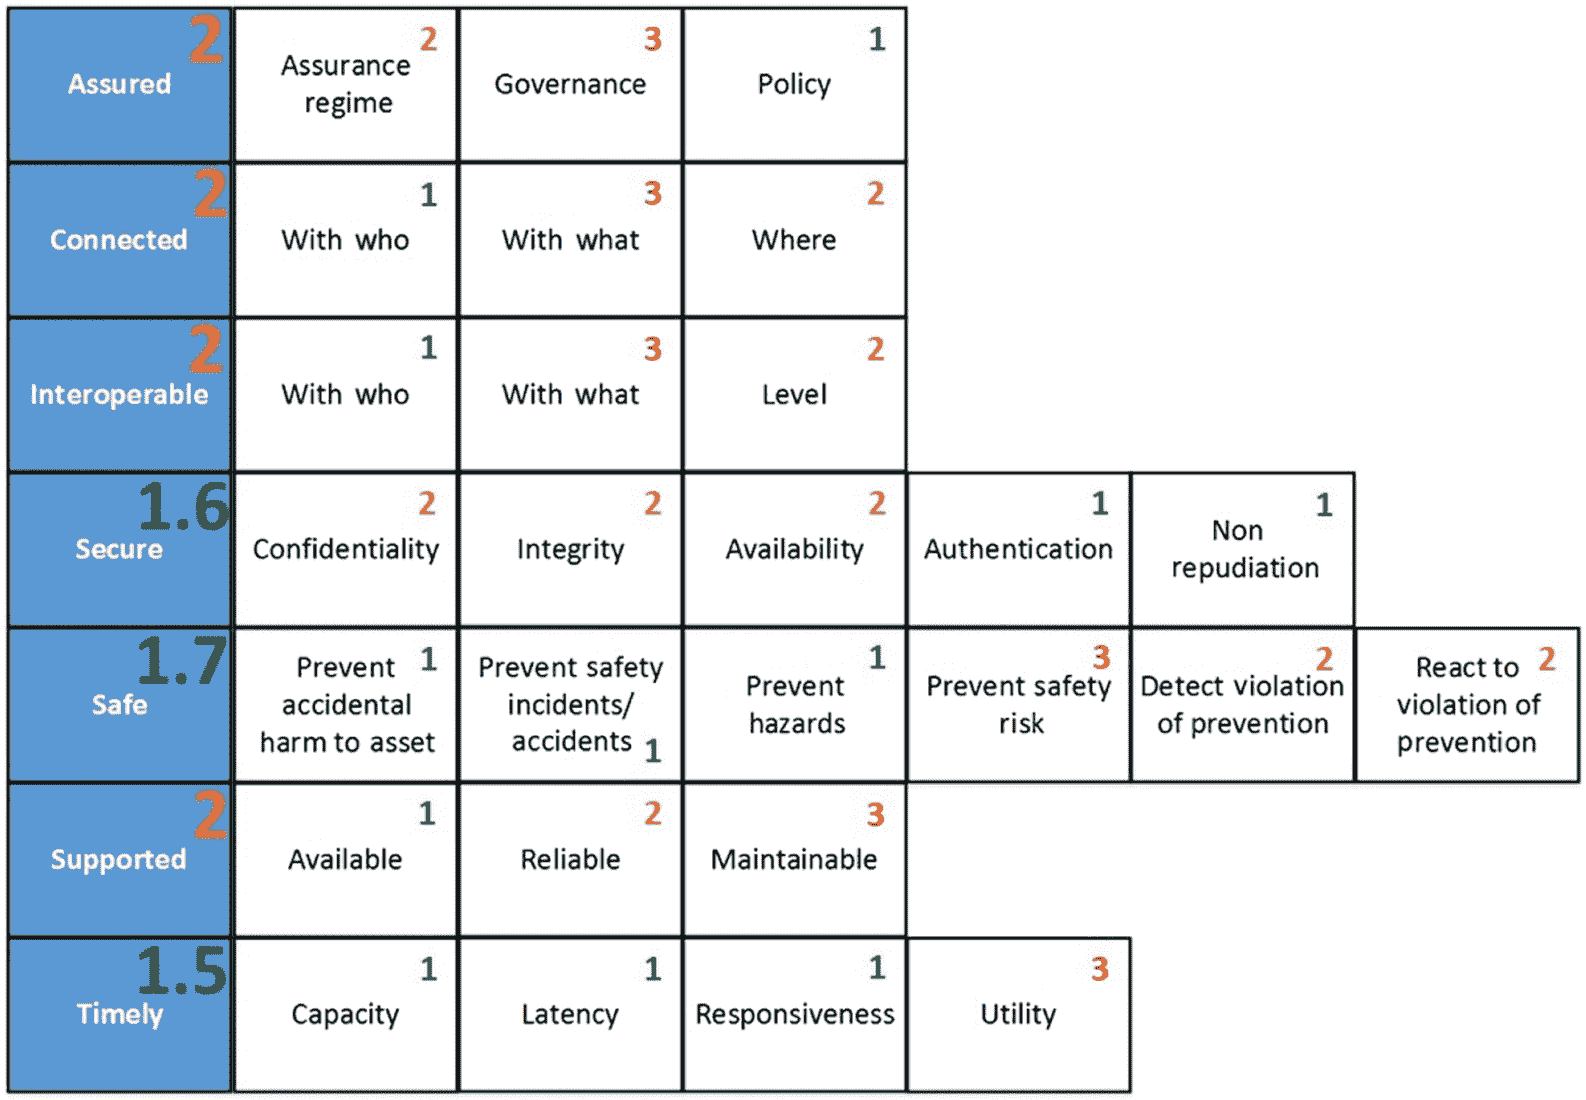 2
Assured
2
Assurance
regime
3
Governance
1
Policy
2
Connected
1
With who
3
With what
2
Where
2
Interoperable
1
With who
3
With what
2
Level
1.6
Secure
2
Confidentiality
2
Integrity
2
Availability
1
Authentication
1
Non
repudiation
1.7
Safe
Prevent 1
accidental
harm to asset
Prevent safety
incidents/
accidents 1
1
Prevent
hazards
3
Prevent safety
risk
2
Detect violation
of prevention
React to 2
violation of
prevention
2
Supported
1
Available
2
Reliable
3
Maintainable
1.5
Timely
1
Capacity
1
Latency
1
Responsiveness
3
Utility